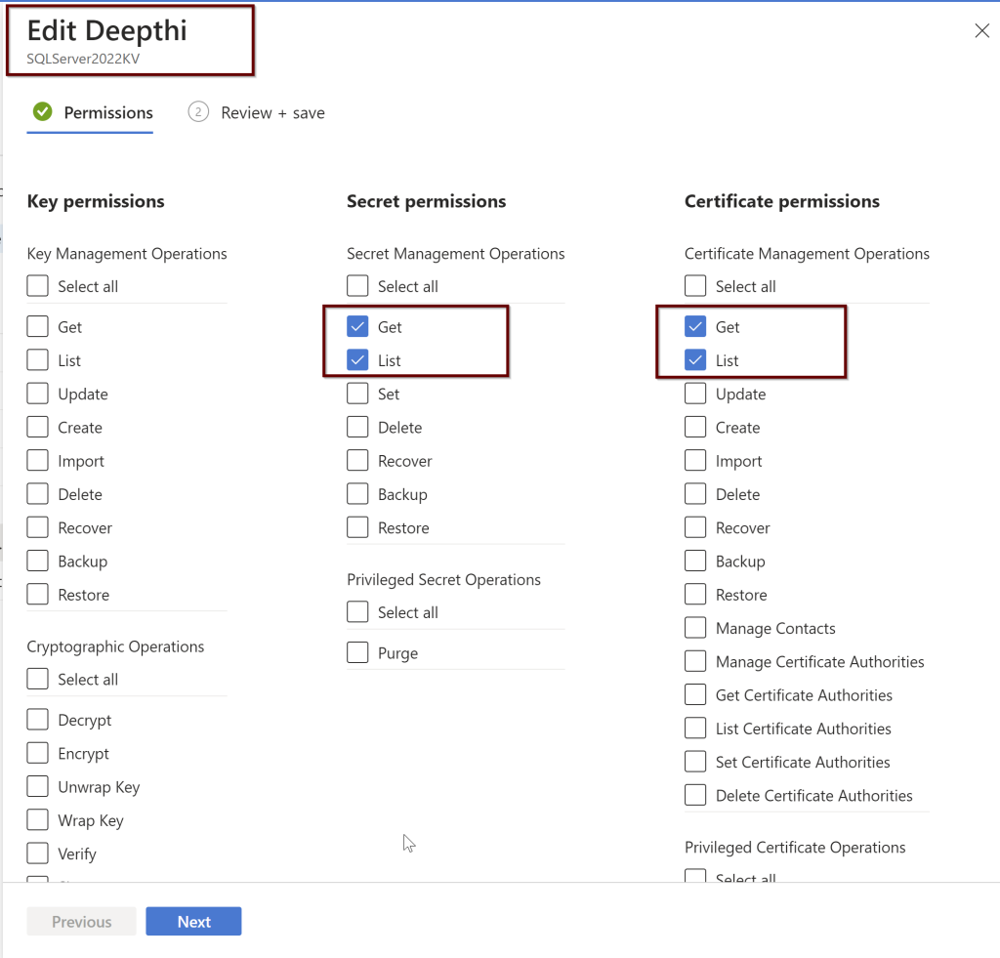 Edit Deepthi
SQLServer2022KV
Permissions
2
Review + save
Key permissions
Key Management Operations
Select all
Get
List
Update
Create
Import
Delete
Recover
Backup
Restore
Cryptographic Operations
Select all
Decrypt
Encrypt
Unwrap Key
Wrap Key
Verify
Secret permissions
Secret Management Operations
Select all
Get
List
Set
Delete
Recover
Backup
Restore
Privileged Secret Operations
Select all
Purge
Certificate permissions
Certificate Management Operations
Select all
Get
List
Update
Create
Import
Delete
Recover
Backup
Restore
Manage Contacts
Manage Certificate Authorities
Get Certificate Authorities
List Certificate Authorities
Set Certificate Authorities
Delete Certificate Authorities
Privileged Certificate Operations
Select all
Previous
Next